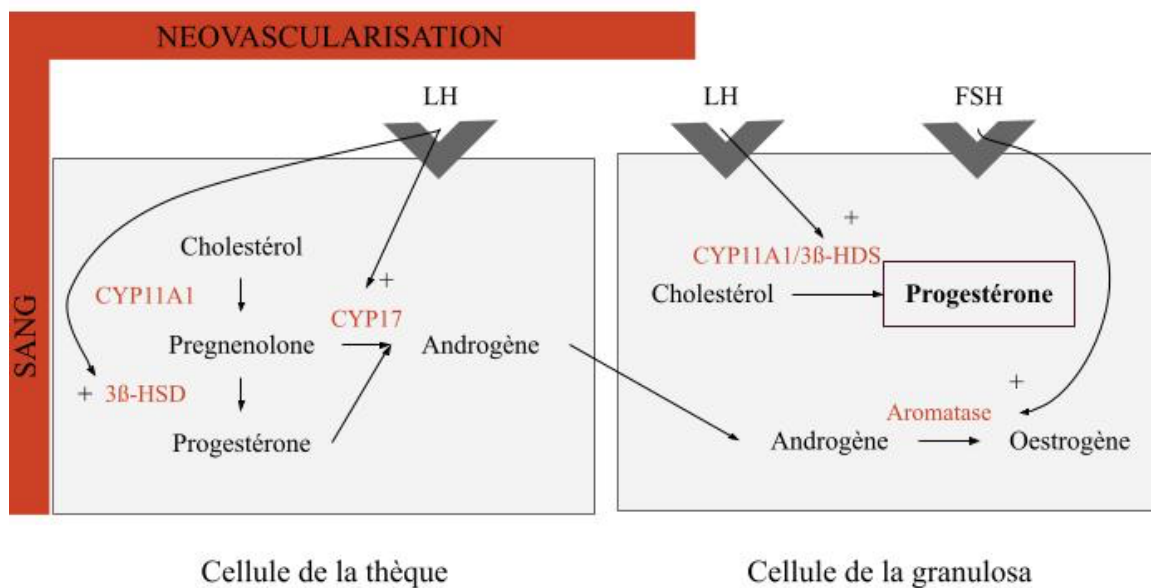 NEOVASCULARISATION
SANG
LH
LH
FSH
Cholestérol
CYP11A1
+
CYP17
Pregnenolone
Androgène
+ 3ß-HSD
Progestérone
+
CYP11A1/3ß-HDS
Cholestérol
Progestérone
+
Aromatase
Androgène
Oestrogène
Cellule de la thèque
Cellule de la granulosa